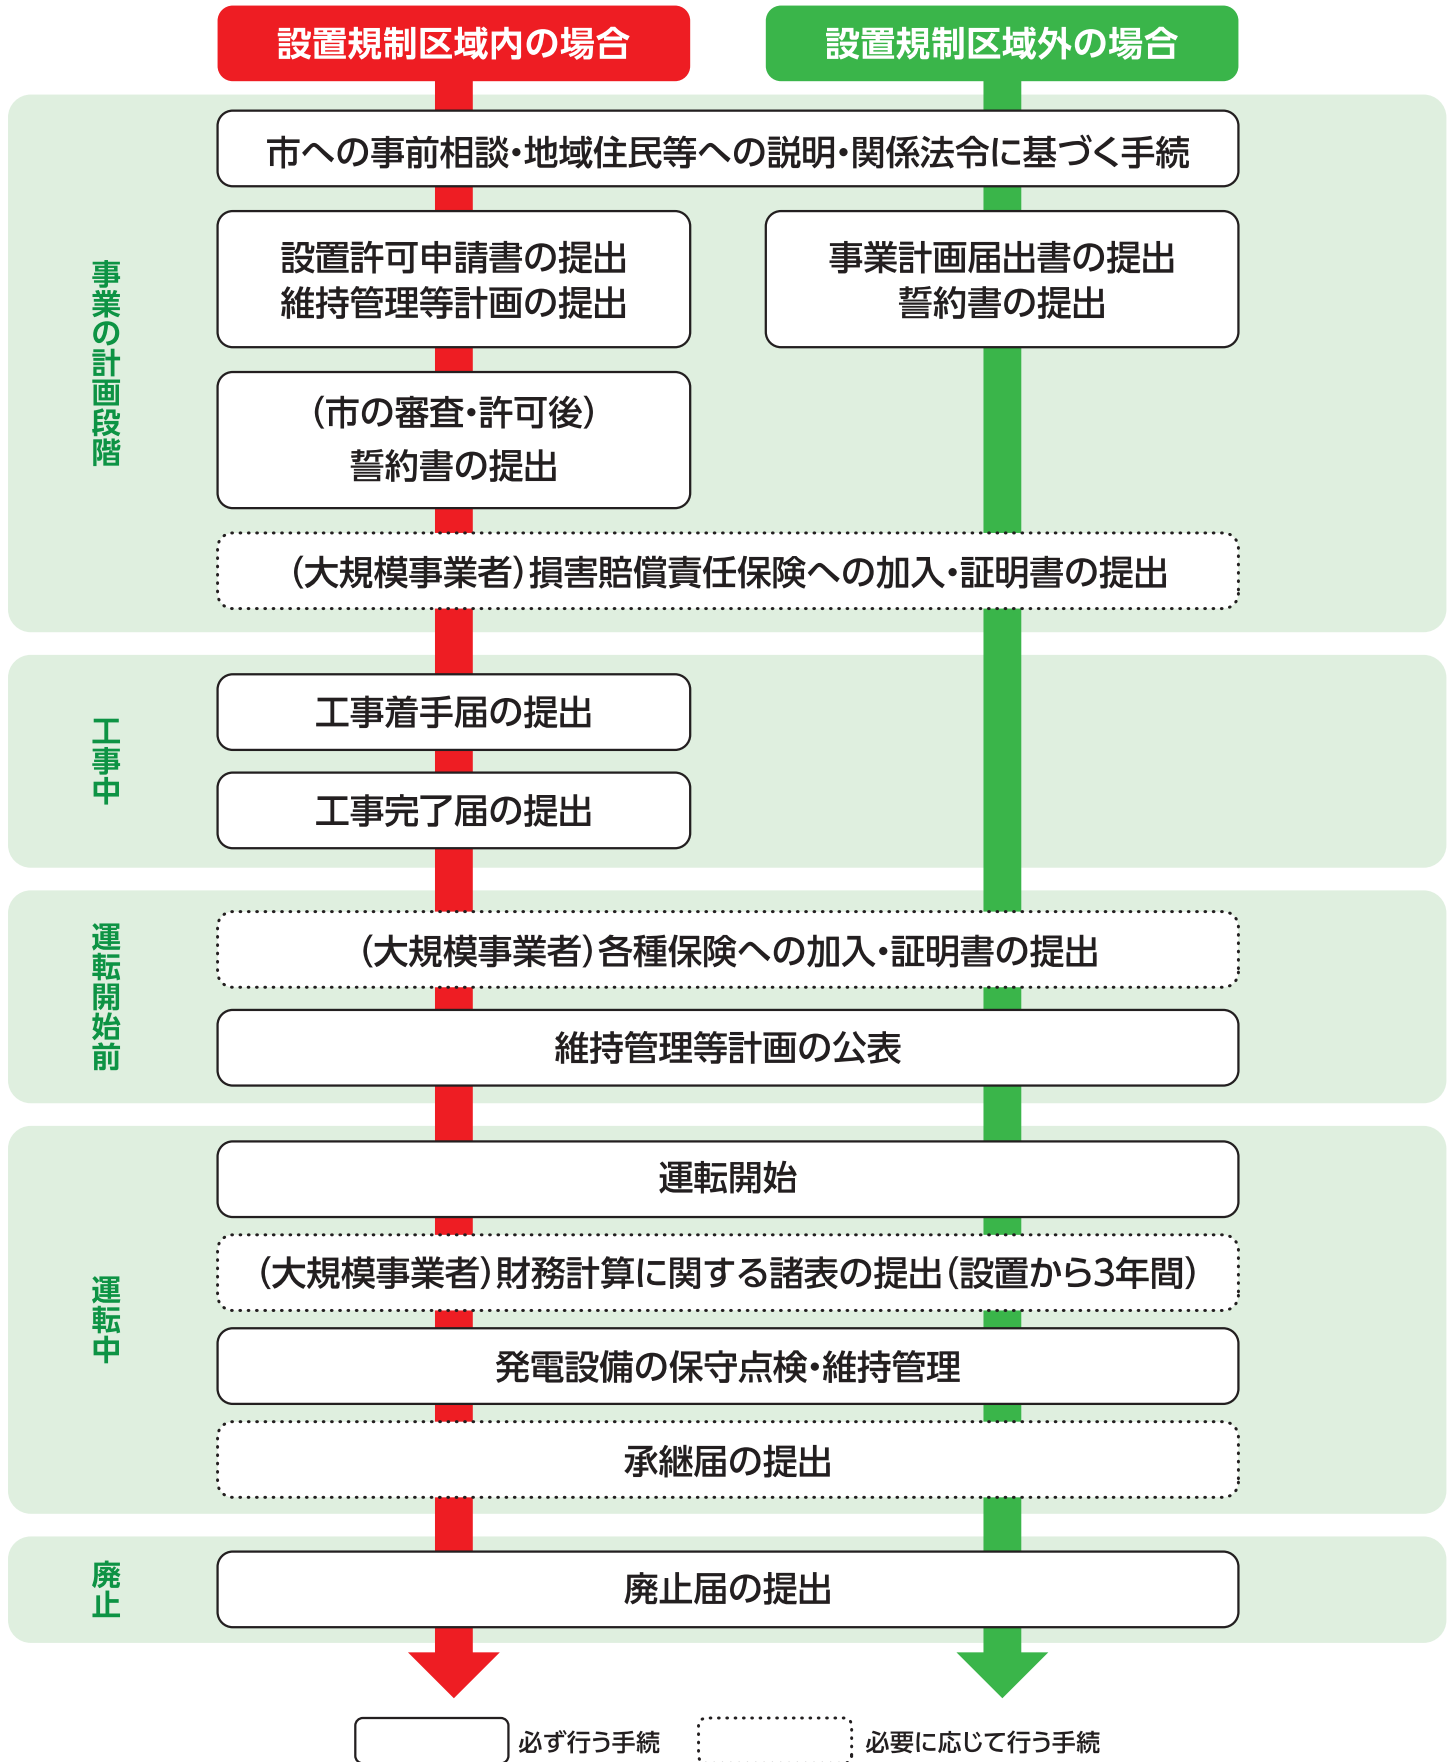 設置規制区域内の場合
設置規制区域外の場合
事業の計画段階
市への事前相談・地域住民等への説明・関係法令に基づく手続
設置許可申請書の提出
維持管理等計画の提出
事業計画届出書の提出
誓約書の提出
（市の審査・許可後）
誓約書の提出
（大規模事業者）損害賠償責任保険への加入・証明書の提出
工事中
工事着手届の提出
工事完了届の提出
運転開始前
（大規模事業者）各種保険への加入・証明書の提出
維持管理等計画の公表
運転中
運転開始
（大規模事業者）財務計算に関する諸表の提出（設置から3年間）
発電設備の保守点検・維持管理
承継届の提出
廃止
廃止届の提出
必ず行う手続
必要に応じて行う手続